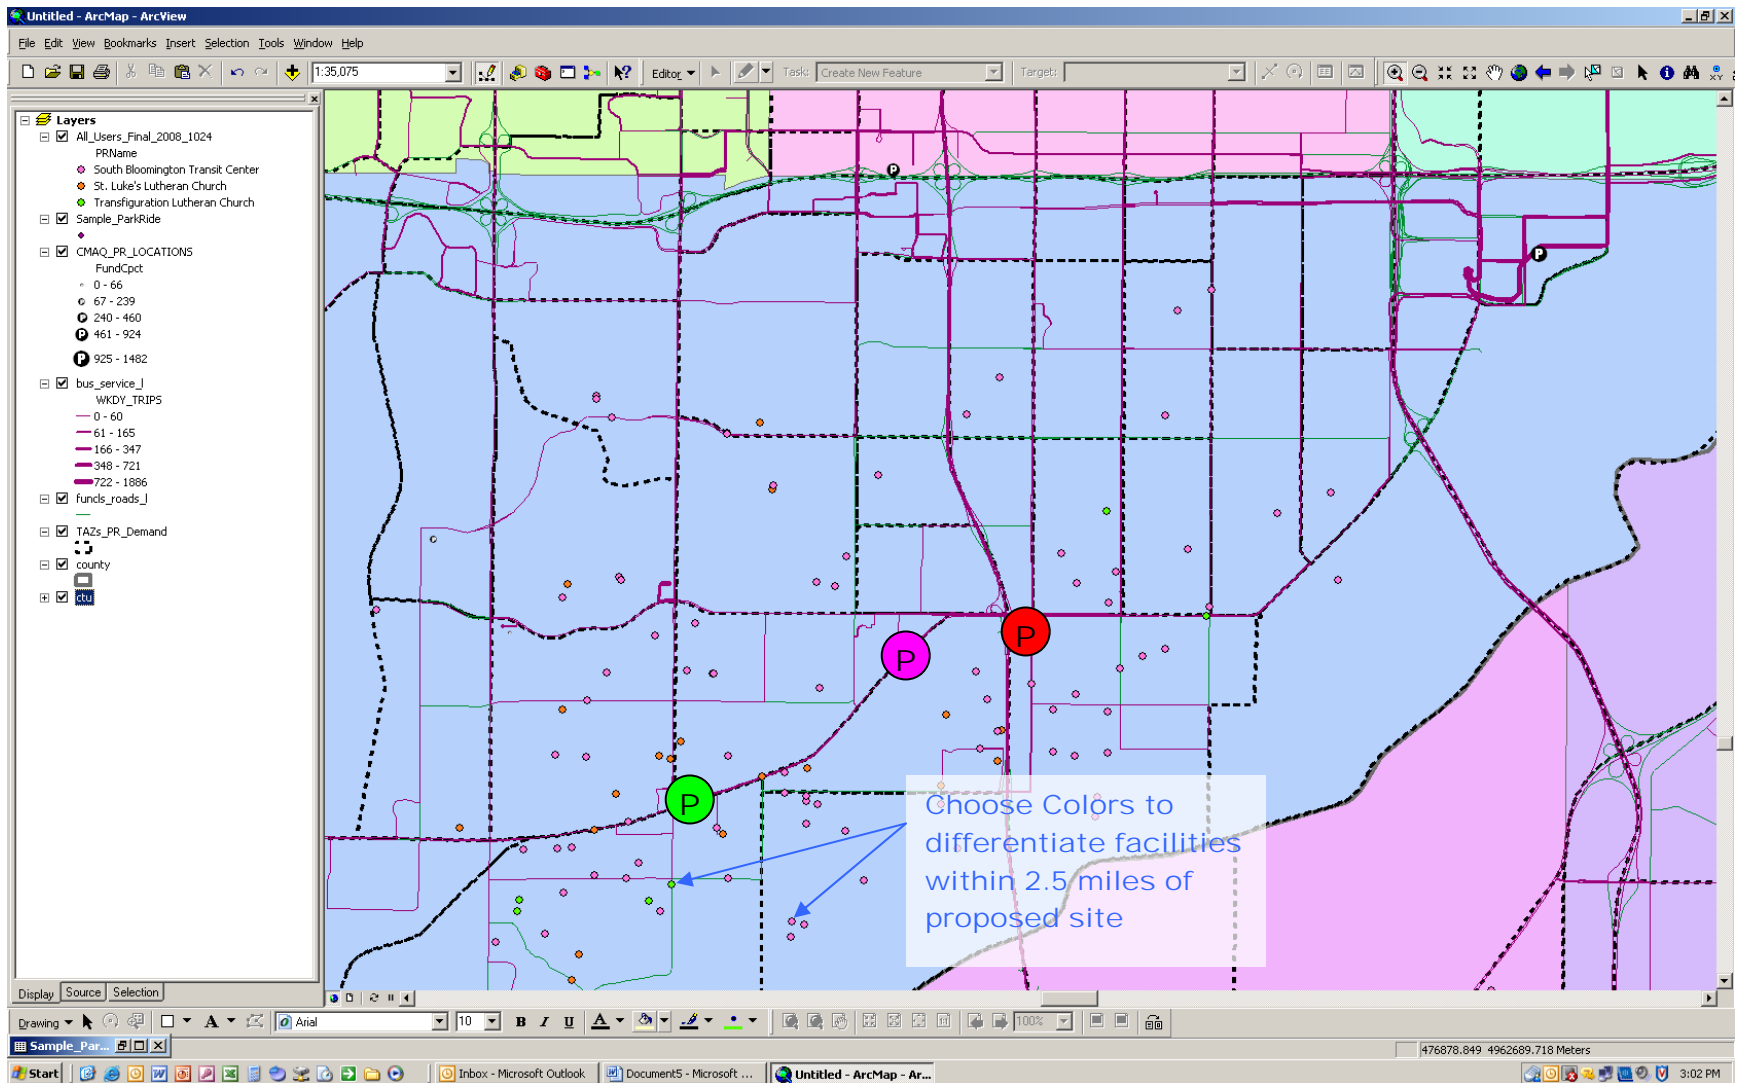 Untitled - ArcMap - ArcView
File Edit View Bookmarks Insert Selection Tools Window Help
1:35,075
Editor
Task: Create New Feature
Target:
Layers
All_Users_Final_2008_1024
PRName
South Bloomington Transit Center
St. Luke's Lutheran Church
Transfiguration Lutheran Church
Sample_ParkRide
CMAQ_PR_LOCATIONS
FundCpct
0 - 66
67 - 239
240 - 460
P 461 - 924
P 925 - 1482
bus_service_l
WKDY_TRIPS
0 - 60
61 - 165
166 - 347
348 - 721
722 - 1886
funcls_roads_l
TAZs_PR_Demand
county
ctu
P
P
P
P
P
Choose Colors to
differentiate facilities
within 2.5 miles of
proposed site
Display Source Selection
Drawing A Arial 10 B I U A 100%
Sample_Par...
476878.849 4962689.718 Meters
Start Inbox - Microsoft Outlook Document5 - Microsoft ... Untitled - ArcMap - Ar... 3:02 PM